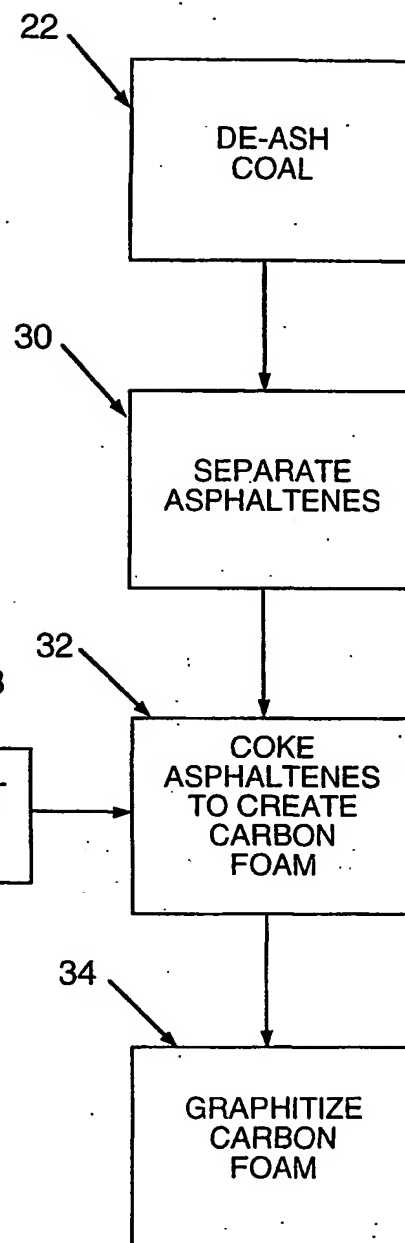 22
DE-ASH
COAL
30
SEPARATE
ASPHALTENES
32
COKE
ASPHALTENES
TO CREATE
CARBON
FOAM
34
GRAPHITIZE
CARBON
FOAM